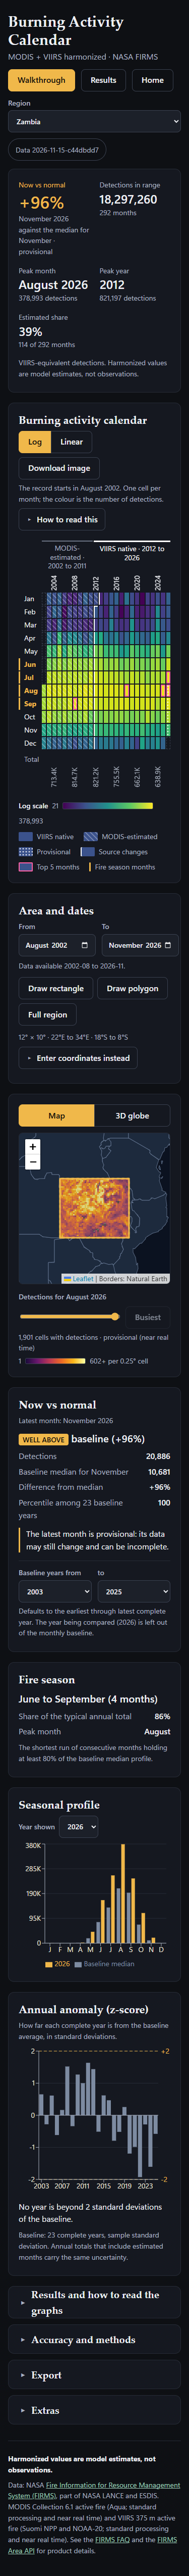 Burning Activity
Calendar
MODIS + VIIRS harmonized · NASA FIRMS
Walkthrough
Results
Home
Region
Zambia
Data 2026-11-15-c44dbdd7
Now vs normal
+96%
November 2026
against the median for
November ·
provisional
Detections in range
18,297,260
292 months
Peak month
August 2026
378,993 detections
Peak year
2012
821,197 detections
Estimated share
39%
114 of 292 months
VIIRS-equivalent detections. Harmonized values
are model estimates, not observations.
Burning activity calendar
Log
Linear
Download image
The record starts in August 2002. One cell per
month; the colour is the number of detections.
How to read this
MODIS-
estimated ·
2002 to 2011
VIIRS native · 2012 to
2026
2004
2008
2012
2016
2020
2024
Jan
Feb
Mar
Apr
May
Jun
Jul
Aug
Sep
Oct
Nov
Dec
Total
713.4K
814.7K
821.2K
755.5K
662.1K
638.9K
Log scale 21
378,993
VIIRS native
MODIS-estimated
Provisional
Source changes
Top 5 months
Fire season months
Area and dates
From
To
August 2002
November 2026
Data available 2002-08 to 2026-11.
Draw rectangle
Draw polygon
Full region
12° × 10° · 22°E to 34°E · 18°S to 8°S
Enter coordinates instead
Map
3D globe
+
−
Leaflet | Borders: Natural Earth
Detections for August 2026
Busiest
1,901 cells with detections · provisional (near real
time)
1
602+ per 0.25° cell
Now vs normal
Latest month: November 2026
WELL ABOVE baseline (+96%)
Detections 20,886
Baseline median for November 10,681
Difference from median +96%
Percentile among 23 baseline 100
years
The latest month is provisional: its data
may still change and can be incomplete.
Baseline years from
to
2003
2025
Defaults to the earliest through latest complete
year. The year being compared (2026) is left out
of the monthly baseline.
Fire season
June to September (4 months)
Share of the typical annual total 86%
Peak month August
The shortest run of consecutive months holding
at least 80% of the baseline median profile.
Seasonal profile
Year shown 2026
380K
285K
190K
95K
0
J F M A M J J A S O N D
2026
Baseline median
Annual anomaly (z-score)
How far each complete year is from the baseline
average, in standard deviations.
2
+2
1
0
-1
-2
-2
2003 2007 2011 2015 2019 2023
No year is beyond 2 standard deviations
of the baseline.
Baseline: 23 complete years, sample standard
deviation. Annual totals that include estimated
months carry the same uncertainty.
Results and how to read the
graphs
Accuracy and methods
Export
Extras
Harmonized values are model estimates, not
observations.
Data: NASA Fire Information for Resource Management
System (FIRMS), part of NASA LANCE and ESDIS.
MODIS Collection 6.1 active fire (Aqua; standard
processing and near real time) and VIIRS 375 m active
fire (Suomi NPP and NOAA-20; standard processing
and near real time). See the FIRMS FAQ and the FIRMS
Area API for product details.